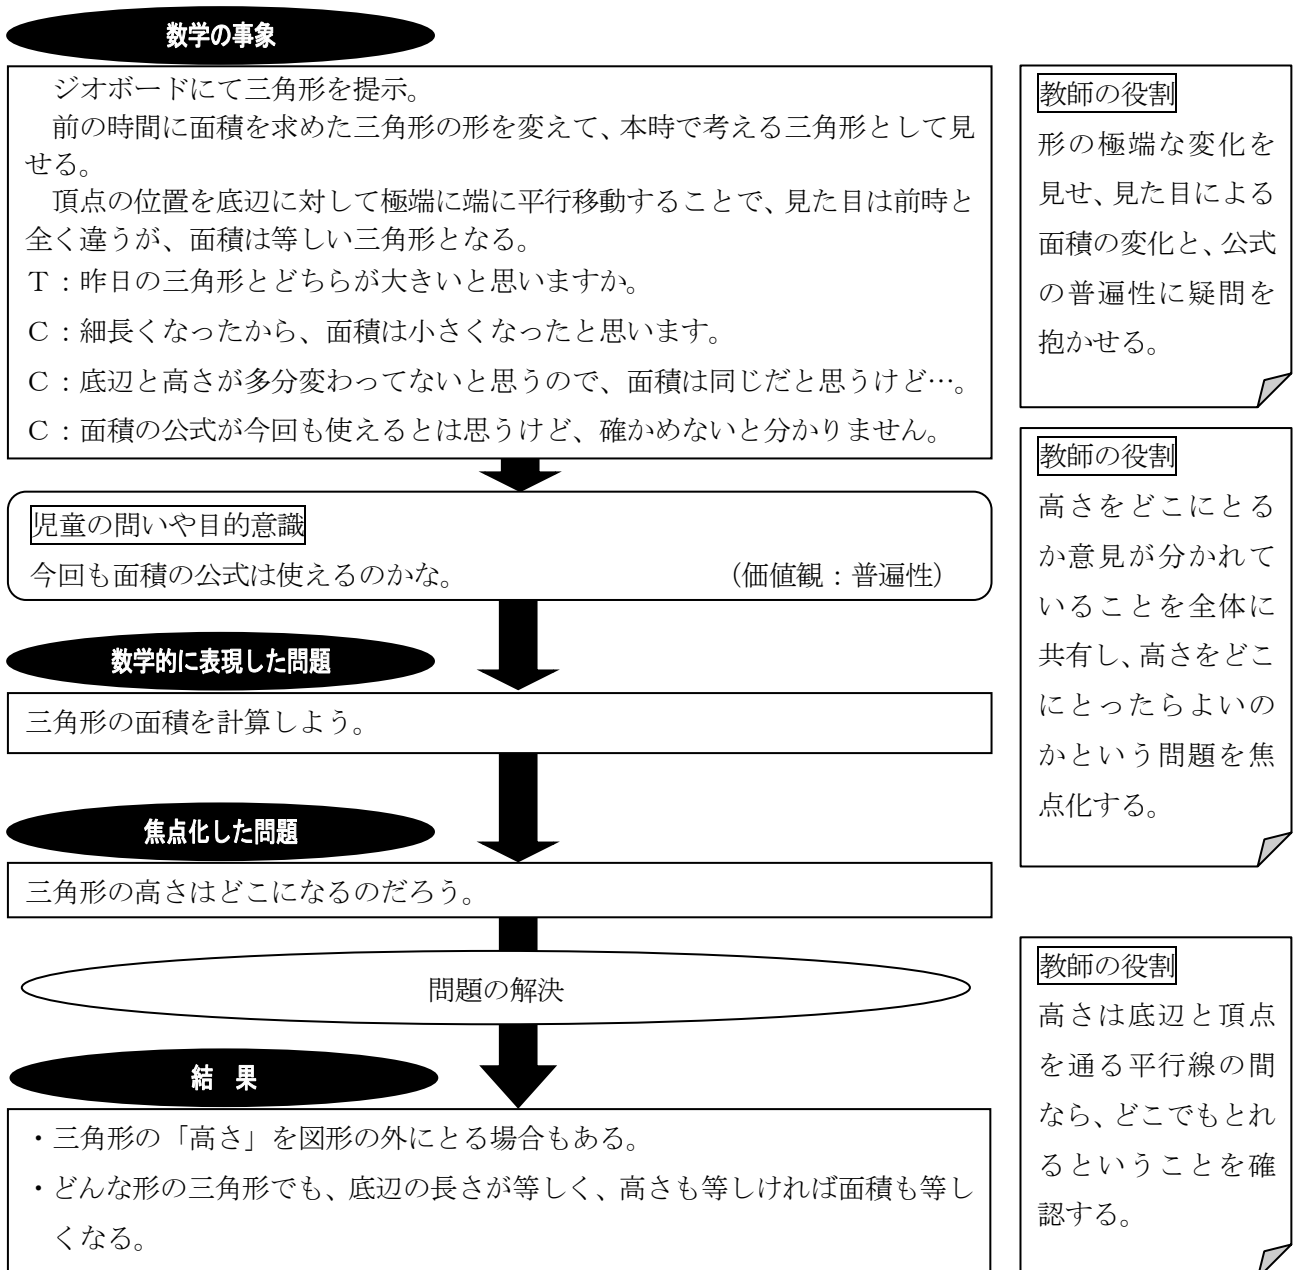 数学の事象
ジオボードにて三角形を提示。
前の時間に面積を求めた三角形の形を変えて、本時で考える三角形として見
せる。
頂点の位置を底辺に対して極端に端に平行移動することで、見た目は前時と
全く違うが、面積は等しい三角形となる。
T：昨日の三角形とどちらが大きいと思いますか。
C：細長くなったから、面積は小さくなったと思います。
C：底辺と高さが多分変わってないと思うので、面積は同じだと思うけど…。
C：面積の公式が今回も使えるとは思うけど、確かめないと分かりません。
教師の役割
形の極端な変化を
見せ、見た目による
面積の変化と、公式
の普遍性に疑問を
抱かせる。
児童の問いや目的意識
今回も面積の公式は使えるのかな。 （価値観：普遍性）
教師の役割
高さをどこにとる
か意見が分かれて
いることを全体に
共有し、高さをどこ
にとったらよいの
かという問題を焦
点化する。
数学的に表現した問題
三角形の面積を計算しよう。
焦点化した問題
三角形の高さはどこになるのだろう。
問題の解決
教師の役割
高さは底辺と頂点
を通る平行線の間
なら、どこでもとれ
るということを確
認する。
結　果
・三角形の「高さ」を図形の外にとる場合もある。
・どんな形の三角形でも、底辺の長さが等しく、高さも等しければ面積も等し
くなる。